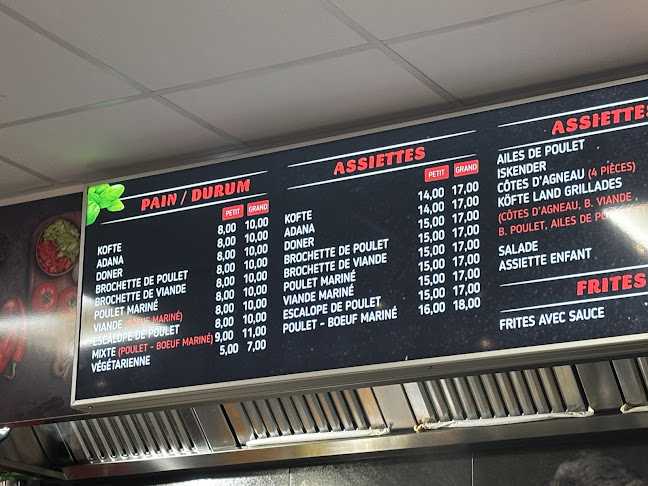 PAIN / DURUM
PETIT GRAND
KOFTE 8,00 10,00
ADANA 8,00 10,00
DONER 8,00 10,00
BROCHETTE DE POULET 8,00 10,00
BROCHETTE DE VIANDE 8,00 10,00
POULET MARINÉ 8,00 10,00
VIANDE (BOEUF MARINÉ) 8,00 10,00
ESCALOPE DE POULET 8,00 10,00
MIXTE (POULET - BOEUF MARINÉ) 9,00 11,00
VÉGÉTARIENNE 5,00 7,00
ASSIETTES
PETIT GRAND
KOFTE 14,00 17,00
ADANA 14,00 17,00
DONER 15,00 17,00
BROCHETTE DE POULET 15,00 17,00
BROCHETTE DE VIANDE 15,00 17,00
POULET MARINÉ 15,00 17,00
VIANDE MARINÉ 15,00 17,00
ESCALOPE DE POULET 15,00 17,00
POULET - BOEUF MARINÉ 16,00 18,00
ASSIETTE
AILES DE POULET
ISKENDER
CÔTES D'AGNEAU (4 PIÈCES)
KÖFTE LAND GRILLADES
(CÔTES D'AGNEAU, B. VIANDE
B. POULET, AILES DE
SALADE
ASSIETTE ENFANT
FRITES
FRITES AVEC SAUCE